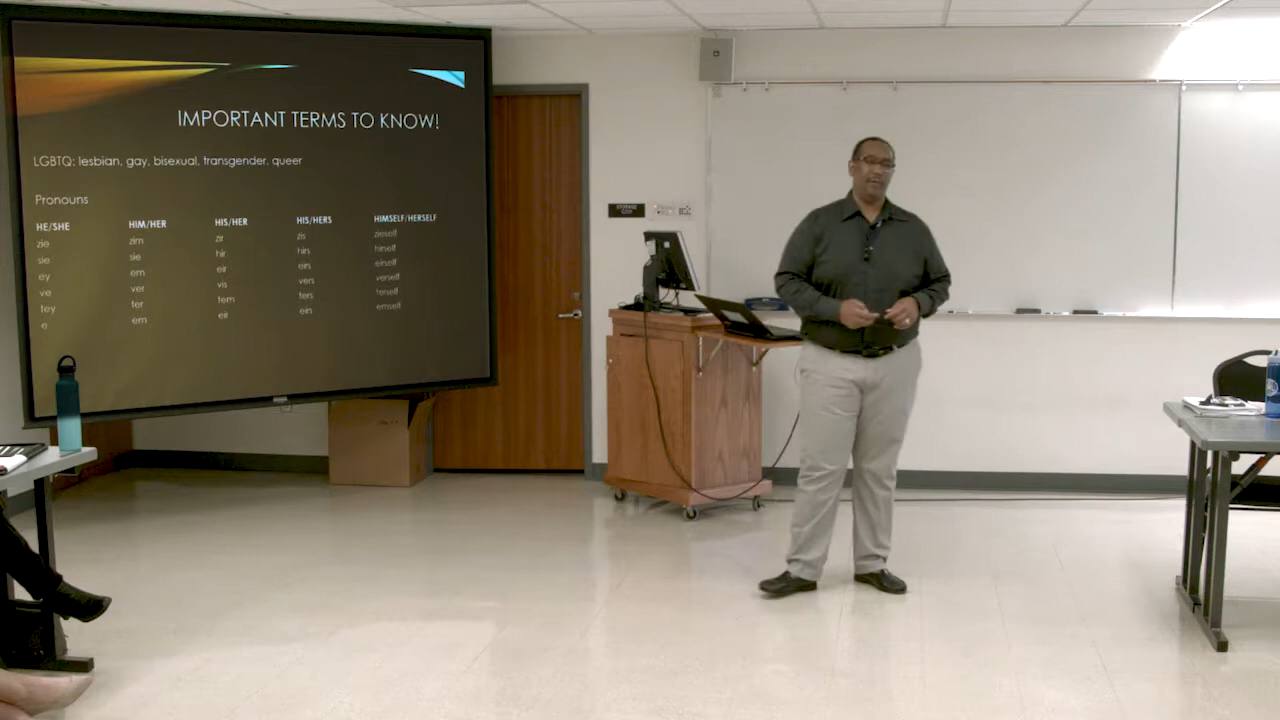 IMPORTANT TERMS TO KNOW!
LGBTQ: lesbian, gay, bisexual, transgender, queer
Pronouns
HE/SHE HIM/HER HIS/HER HIS/HERS HIMSELF/HERSELF
zie zim zir zis zieself
sie sie hir hirs hirself
ey em eir eirs eirself
ve ver vis vers verself
tey ter tem ters terself
e em eir eirs emself
STORAGE